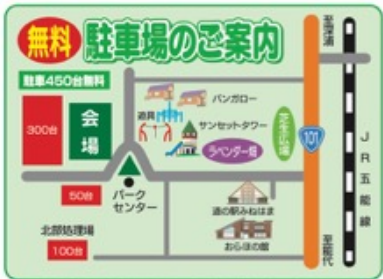 無料 駐車場のご案内
駐車450台無料
至深浦
バンガロー
300台
会場
遊具
サンセットタワー
芝生広場
ラベンダー畑
101
JR五能線
50台
パークセンター
道の駅みねはま
北部処理場
おらほの館
100台
至能代